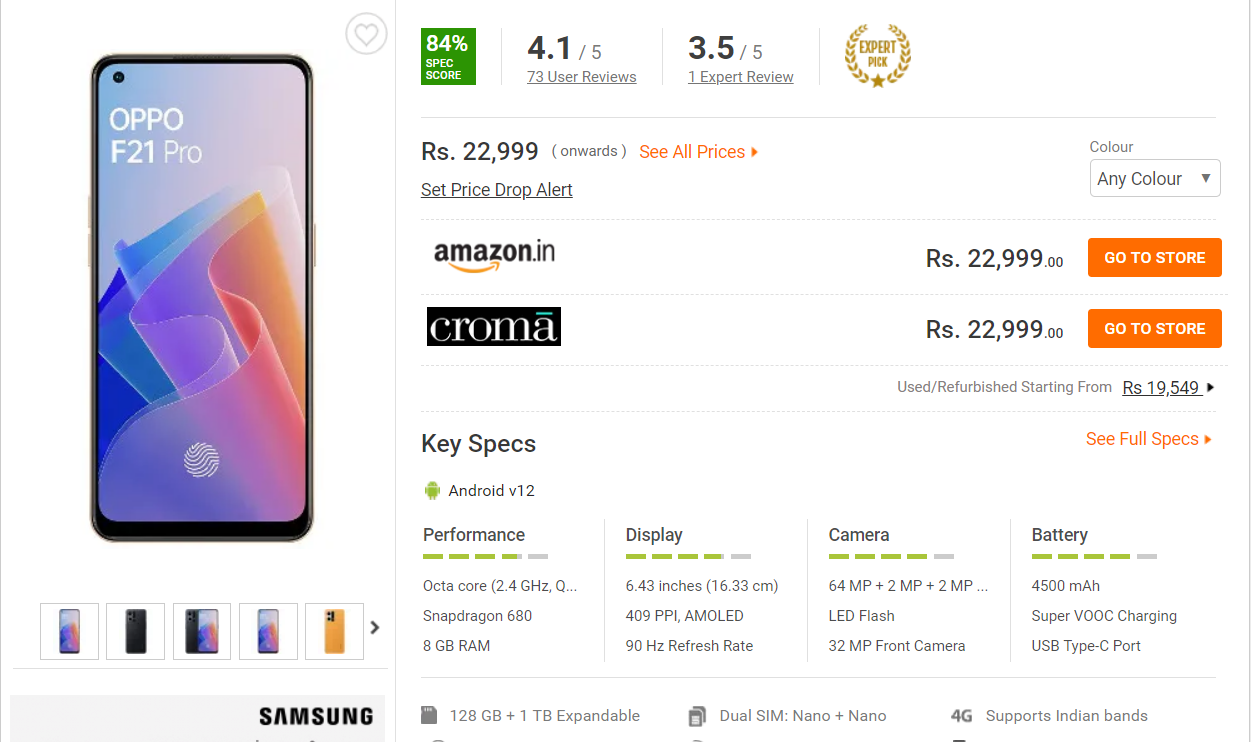 OPPO
F21 Pro
SAMSUNG
84%
SPEC
SCORE
4.1 / 5
73 User Reviews
3.5 / 5
1 Expert Review
EXPERT
PICK
Rs. 22,999 ( onwards ) See All Prices
Set Price Drop Alert
Colour
Any Colour
amazon.in Rs. 22,999.00 GO TO STORE
cromā Rs. 22,999.00 GO TO STORE
Used/Refurbished Starting From Rs 19,549
Key Specs See Full Specs
Android v12
Performance
Octa core (2.4 GHz, Q...
Snapdragon 680
8 GB RAM
Display
6.43 inches (16.33 cm)
409 PPI, AMOLED
90 Hz Refresh Rate
Camera
64 MP + 2 MP + 2 MP ...
LED Flash
32 MP Front Camera
Battery
4500 mAh
Super VOOC Charging
USB Type-C Port
128 GB + 1 TB Expandable
Dual SIM: Nano + Nano
4G Supports Indian bands